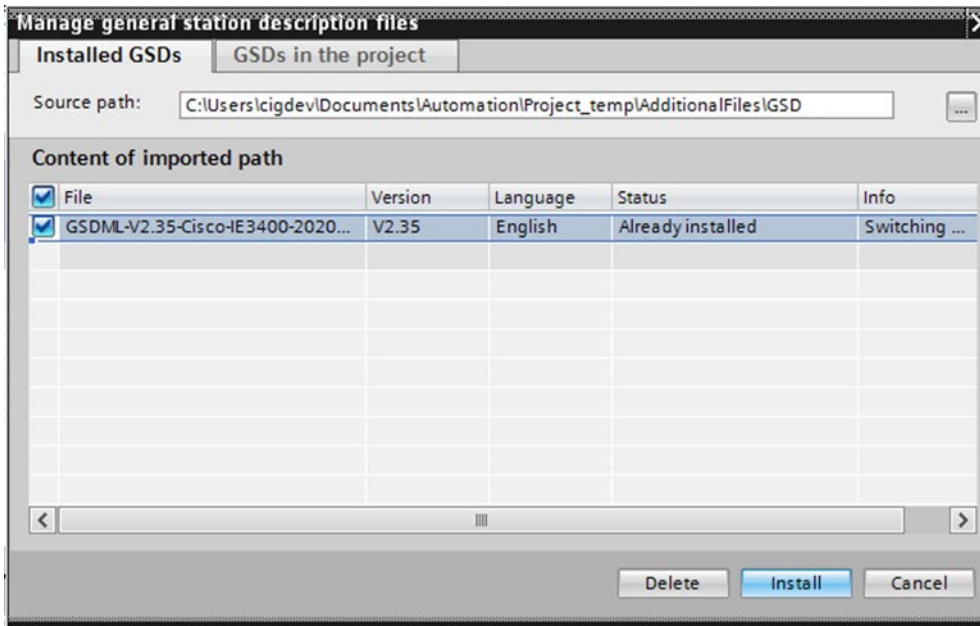 Manage general station description files
Installed GSDs GSDs in the project
Source path: C:\Users\cigdev\Documents\Automation\Project_temp\AdditionalFiles\GSD ...
Content of imported path
File Version Language Status Info
GSDML-V2.35-Cisco-IE3400-2020... V2.35 English Already installed Switching ...
Delete Install Cancel